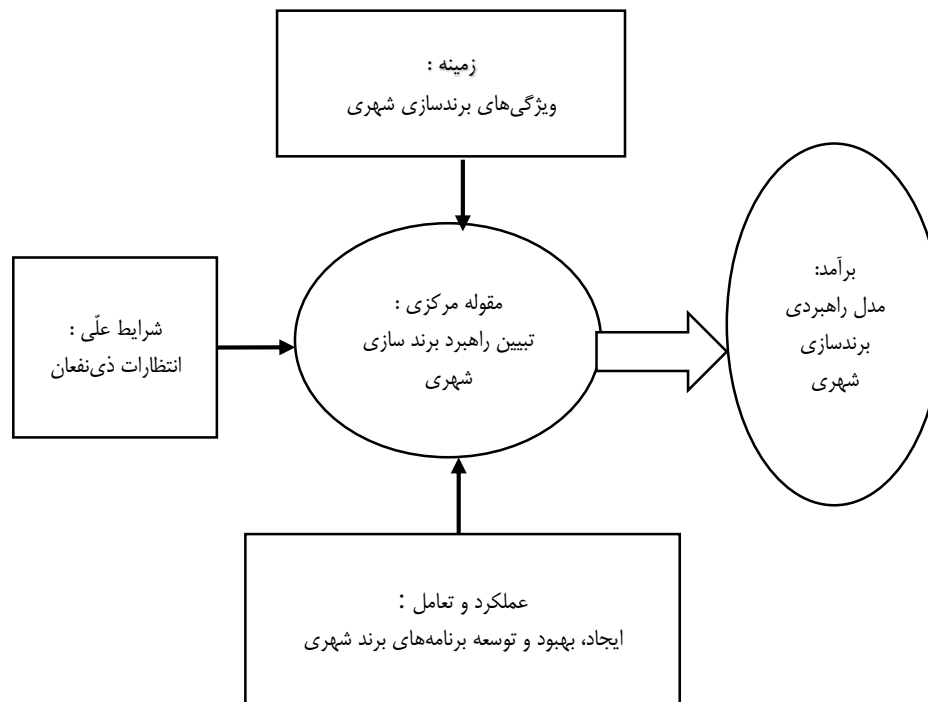 زمینه :
ویژگی‌های برندسازی شهری
برآمد:
مدل راهبردی
برندسازی
شهری
مقوله مرکزی :
تبیین راهبرد برند سازی
شهری
شرایط علّی :
انتظارات ذی‌نفعان
عملکرد و تعامل :
ایجاد، بهبود و توسعه برنامه‌های برند شهری